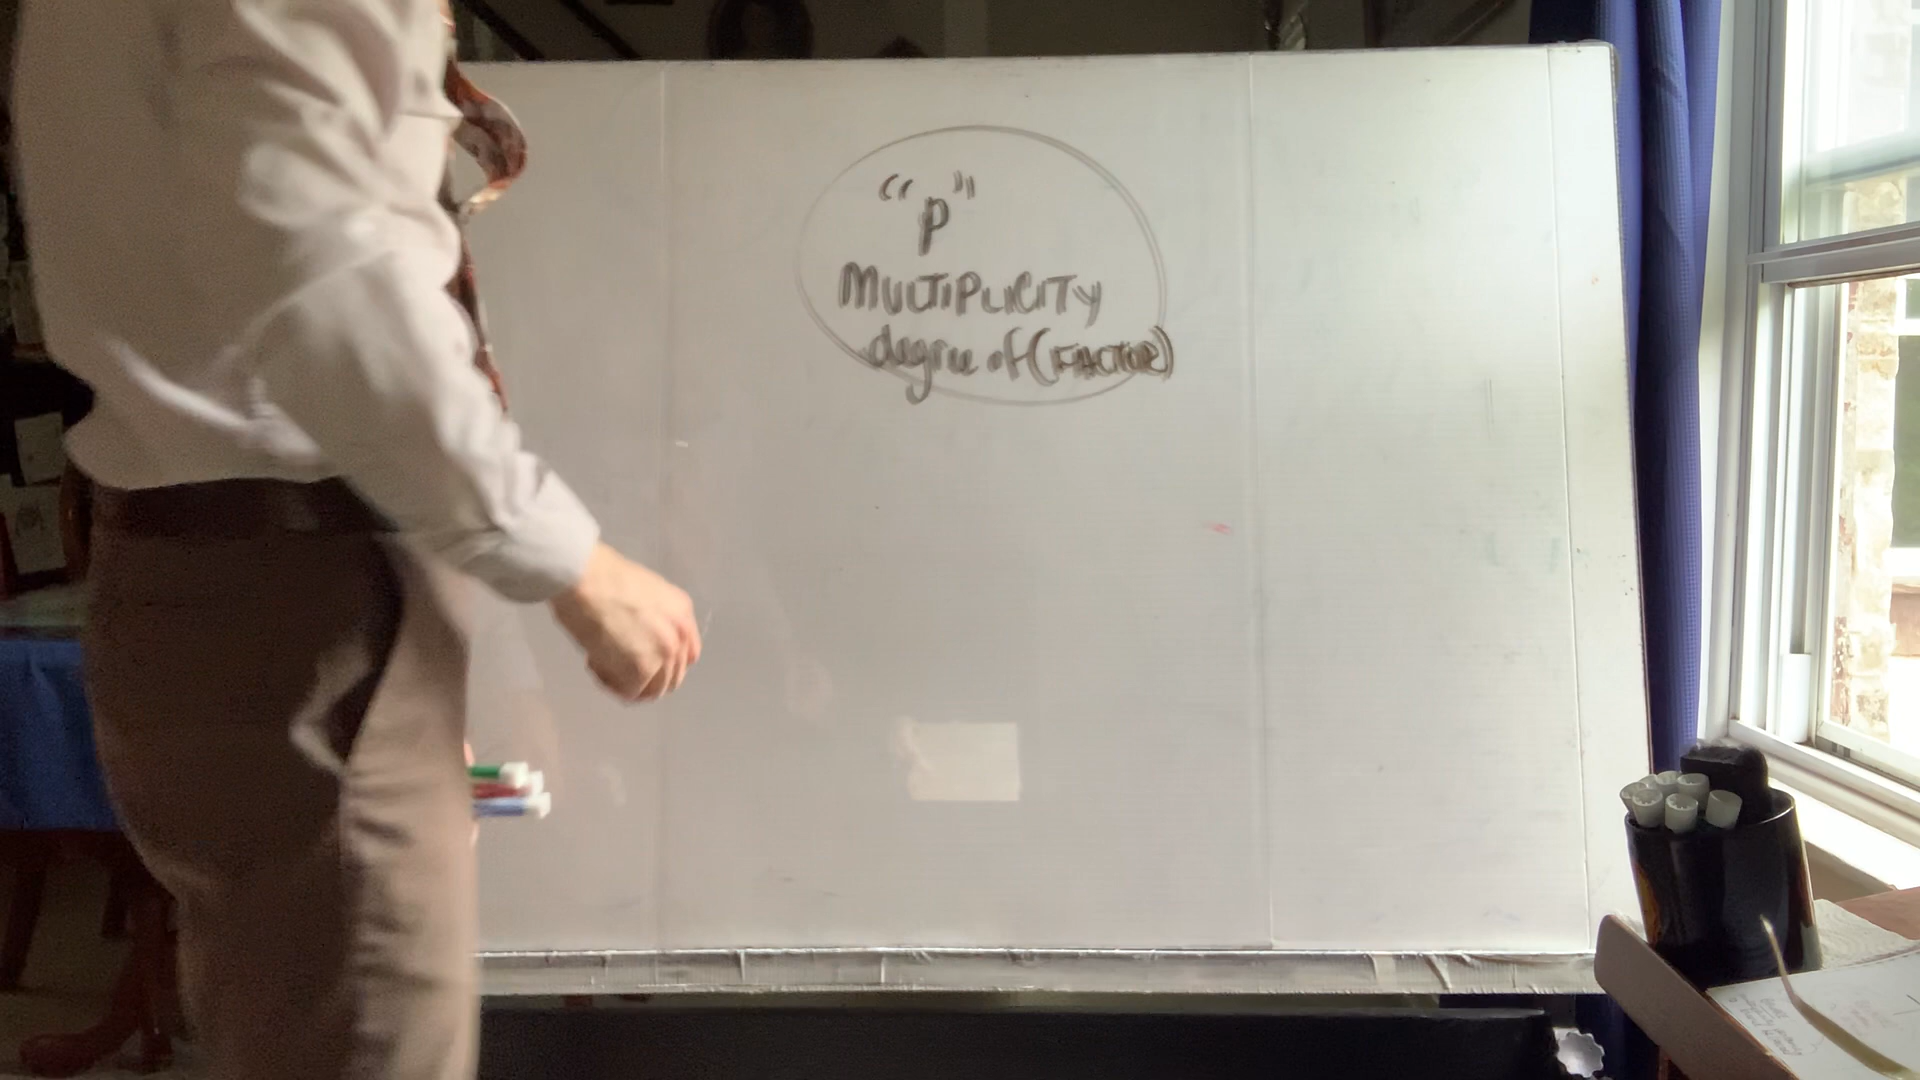 "p"
MULTIPLICITY
degree of (FACTOR)